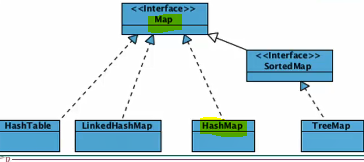 <<Interface>>
Map
<<Interface>>
SortedMap
HashTable
LinkedHashMap
HashMap
TreeMap